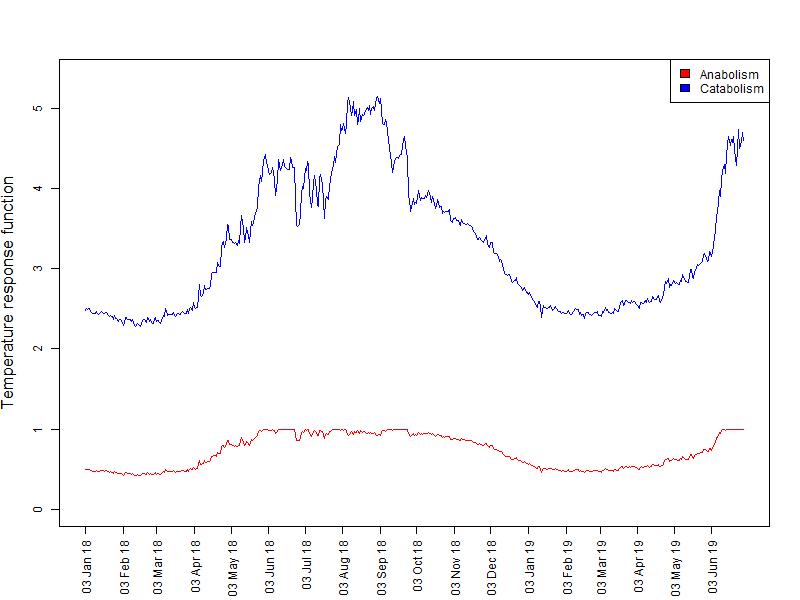 Anabolism
Catabolism
Temperature response function
5
4
3
2
1
0
03 Jan 18
03 Feb 18
03 Mar 18
03 Apr 18
03 May 18
03 Jun 18
03 Jul 18
03 Aug 18
03 Sep 18
03 Oct 18
03 Nov 18
03 Dec 18
03 Jan 19
03 Feb 19
03 Mar 19
03 Apr 19
03 May 19
03 Jun 19